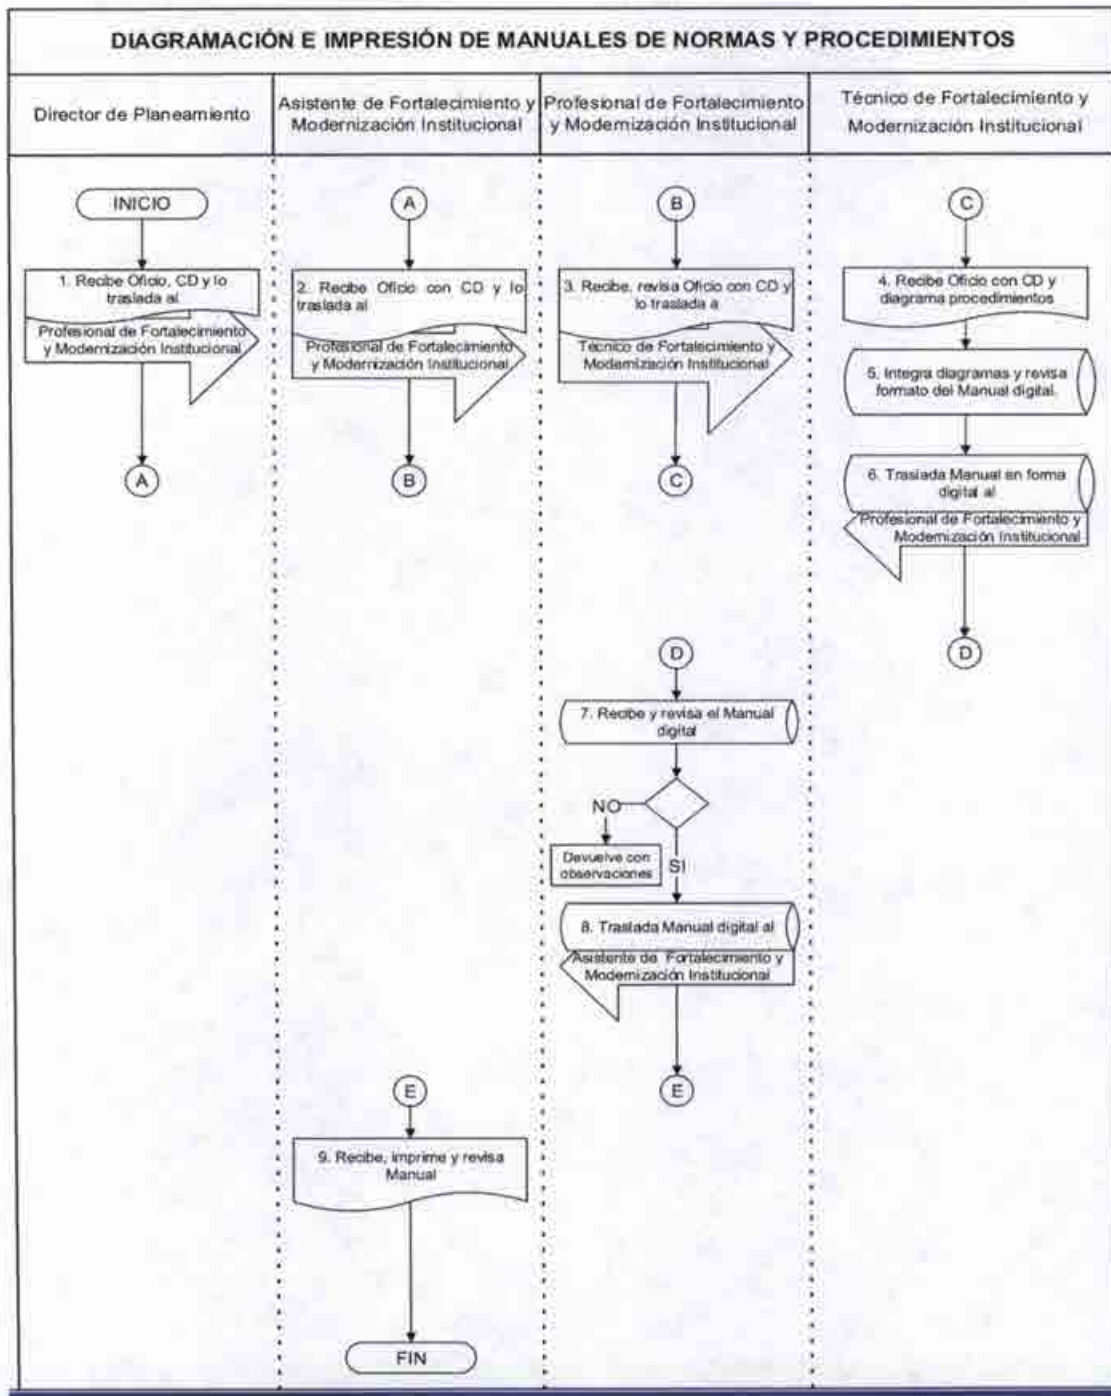 DIAGRAMACIÓN E IMPRESIÓN DE MANUALES DE NORMAS Y PROCEDIMIENTOS
Director de Planeamiento
Asistente de Fortalecimiento y
Modernización Institucional
Profesional de Fortalecimiento
y Modernización Institucional
Técnico de Fortalecimiento y
Modernización Institucional
INICIO
1. Recibe Oficio, CD y lo
traslada al
Profesional de Fortalecimiento
y Modernización Institucional
A
A
2. Recibe Oficio con CD y lo
traslada al
Profesional de Fortalecimiento
y Modernización Institucional
B
B
3. Recibe, revisa Oficio con CD y
lo traslada a
Técnico de Fortalecimiento y
Modernización Institucional
C
C
4. Recibe Oficio con CD y
diagrama procedimientos
5. Integra diagramas y revisa
formato del Manual digital.
6. Traslada Manual en forma
digital al
Profesional de Fortalecimiento y
Modernización Institucional
D
D
7. Recibe y revisa el Manual
digital
NO
Devuelve con
observaciones
SI
8. Traslada Manual digital al
Asistente de Fortalecimiento y
Modernización Institucional
E
E
9. Recibe, imprime y revisa
Manual
FIN